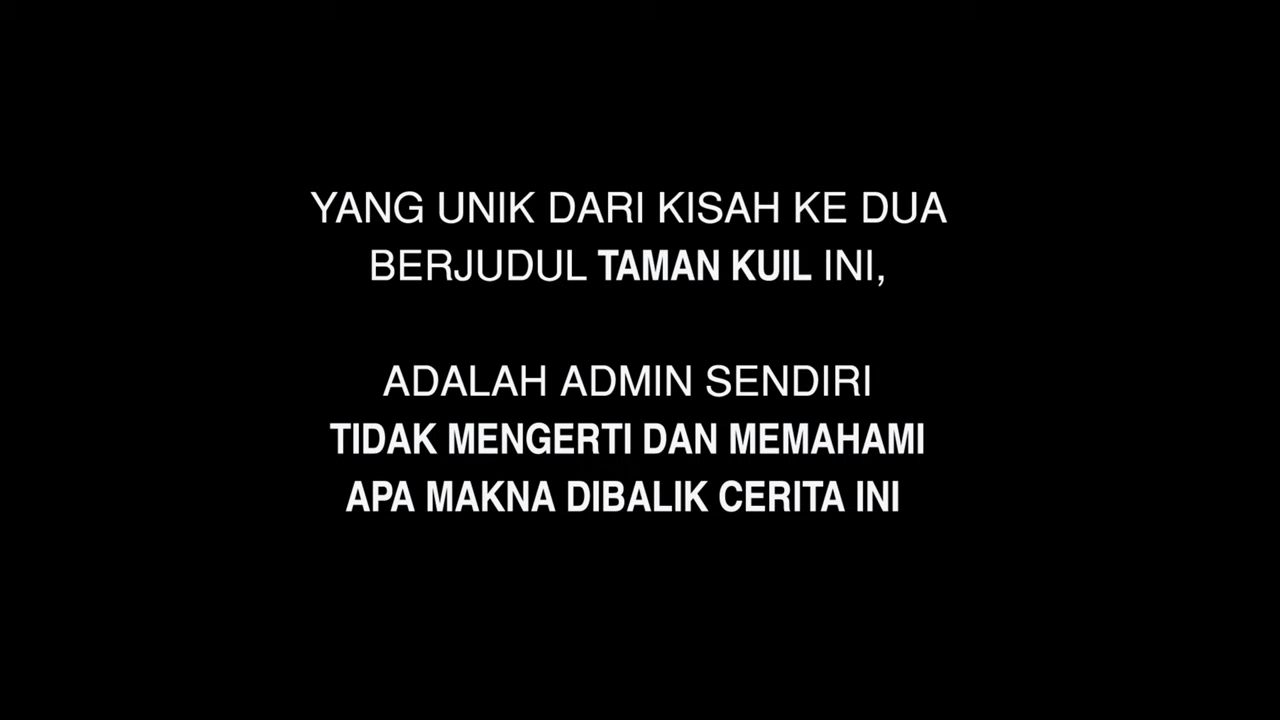 YANG UNIK DARI KISAH KE DUA
BERJUDUL TAMAN KUIL INI,
ADALAH ADMIN SENDIRI
TIDAK MENGERTI DAN MEMAHAMI
APA MAKNA DIBALIK CERITA INI